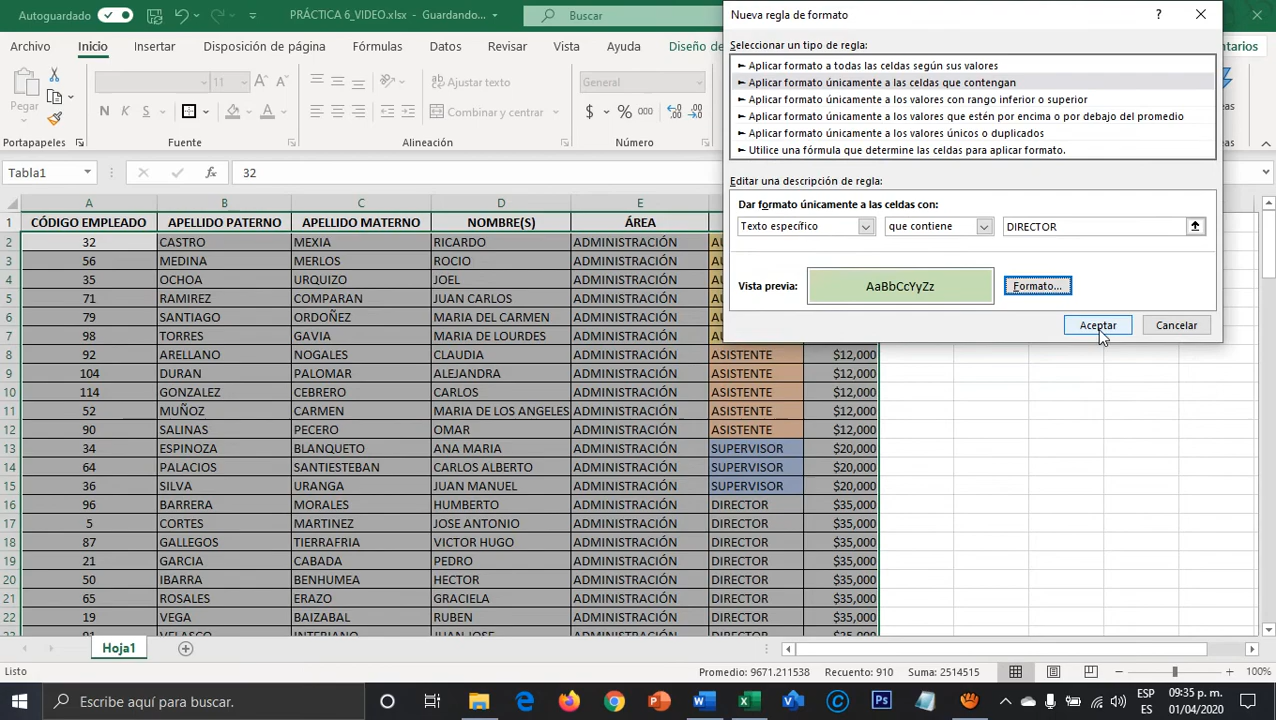 Autoguardado
PRÁCTICA 6_VIDEO.xlsx - Guardando...
Buscar
Archivo Inicio Insertar Disposición de página Fórmulas Datos Revisar Vista Ayuda Diseño de
Pegar
11
Ajustar texto
Combinar y centrar
General
$ % 000
N K S
Portapapeles Fuente Alineación Número
Tabla1
32
Nueva regla de formato
Seleccionar un tipo de regla:
► Aplicar formato a todas las celdas según sus valores
► Aplicar formato únicamente a las celdas que contengan
► Aplicar formato únicamente a los valores con rango inferior o superior
► Aplicar formato únicamente a los valores que estén por encima o por debajo del promedio
► Aplicar formato únicamente a los valores únicos o duplicados
► Utilice una fórmula que determine las celdas para aplicar formato.
Editar una descripción de regla:
Dar formato únicamente a las celdas con:
Texto específico que contiene DIRECTOR
Vista previa: AaBbCcYyZz Formato...
Aceptar Cancelar
A B C D E
1 CÓDIGO EMPLEADO APELLIDO PATERNO APELLIDO MATERNO NOMBRE(S) ÁREA
2 32 CASTRO MEXIA RICARDO ADMINISTRACIÓN
3 56 MEDINA MERLOS ROCIO ADMINISTRACIÓN
4 35 OCHOA URQUIZO JOEL ADMINISTRACIÓN
5 71 RAMIREZ COMPARAN JUAN CARLOS ADMINISTRACIÓN
6 79 SANTIAGO ORDOÑEZ MARIA DEL CARMEN ADMINISTRACIÓN
7 98 TORRES GAVIA MARIA DE LOURDES ADMINISTRACIÓN
8 92 ARELLANO NOGALES CLAUDIA ADMINISTRACIÓN ASISTENTE $12,000
9 104 DURAN PALOMAR ALEJANDRA ADMINISTRACIÓN ASISTENTE $12,000
10 114 GONZALEZ CEBRERO CARLOS ADMINISTRACIÓN ASISTENTE $12,000
11 52 MUÑOZ CARMEN MARIA DE LOS ANGELES ADMINISTRACIÓN ASISTENTE $12,000
12 90 SALINAS PECERO OMAR ADMINISTRACIÓN ASISTENTE $12,000
13 34 ESPINOZA BLANQUETO ANA MARIA ADMINISTRACIÓN SUPERVISOR $20,000
14 64 PALACIOS SANTIESTEBAN CARLOS ALBERTO ADMINISTRACIÓN SUPERVISOR $20,000
15 36 SILVA URANGA JUAN MANUEL ADMINISTRACIÓN SUPERVISOR $20,000
16 96 BARRERA MORALES HUMBERTO ADMINISTRACIÓN DIRECTOR $35,000
17 5 CORTES MARTINEZ JOSE ANTONIO ADMINISTRACIÓN DIRECTOR $35,000
18 87 GALLEGOS TIERRAFRIA VICTOR HUGO ADMINISTRACIÓN DIRECTOR $35,000
19 21 GARCIA CABADA PEDRO ADMINISTRACIÓN DIRECTOR $35,000
20 50 IBARRA BENHUMEA HECTOR ADMINISTRACIÓN DIRECTOR $35,000
21 65 ROSALES ERAZO GRACIELA ADMINISTRACIÓN DIRECTOR $35,000
22 19 VEGA BAIZABAL RUBEN ADMINISTRACIÓN DIRECTOR $35,000
Hoja1
Listo
Promedio: 9671.211538 Recuento: 910 Suma: 2514515 100%
Escribe aquí para buscar.
ESP 09:35 p. m.
ES 01/04/2020